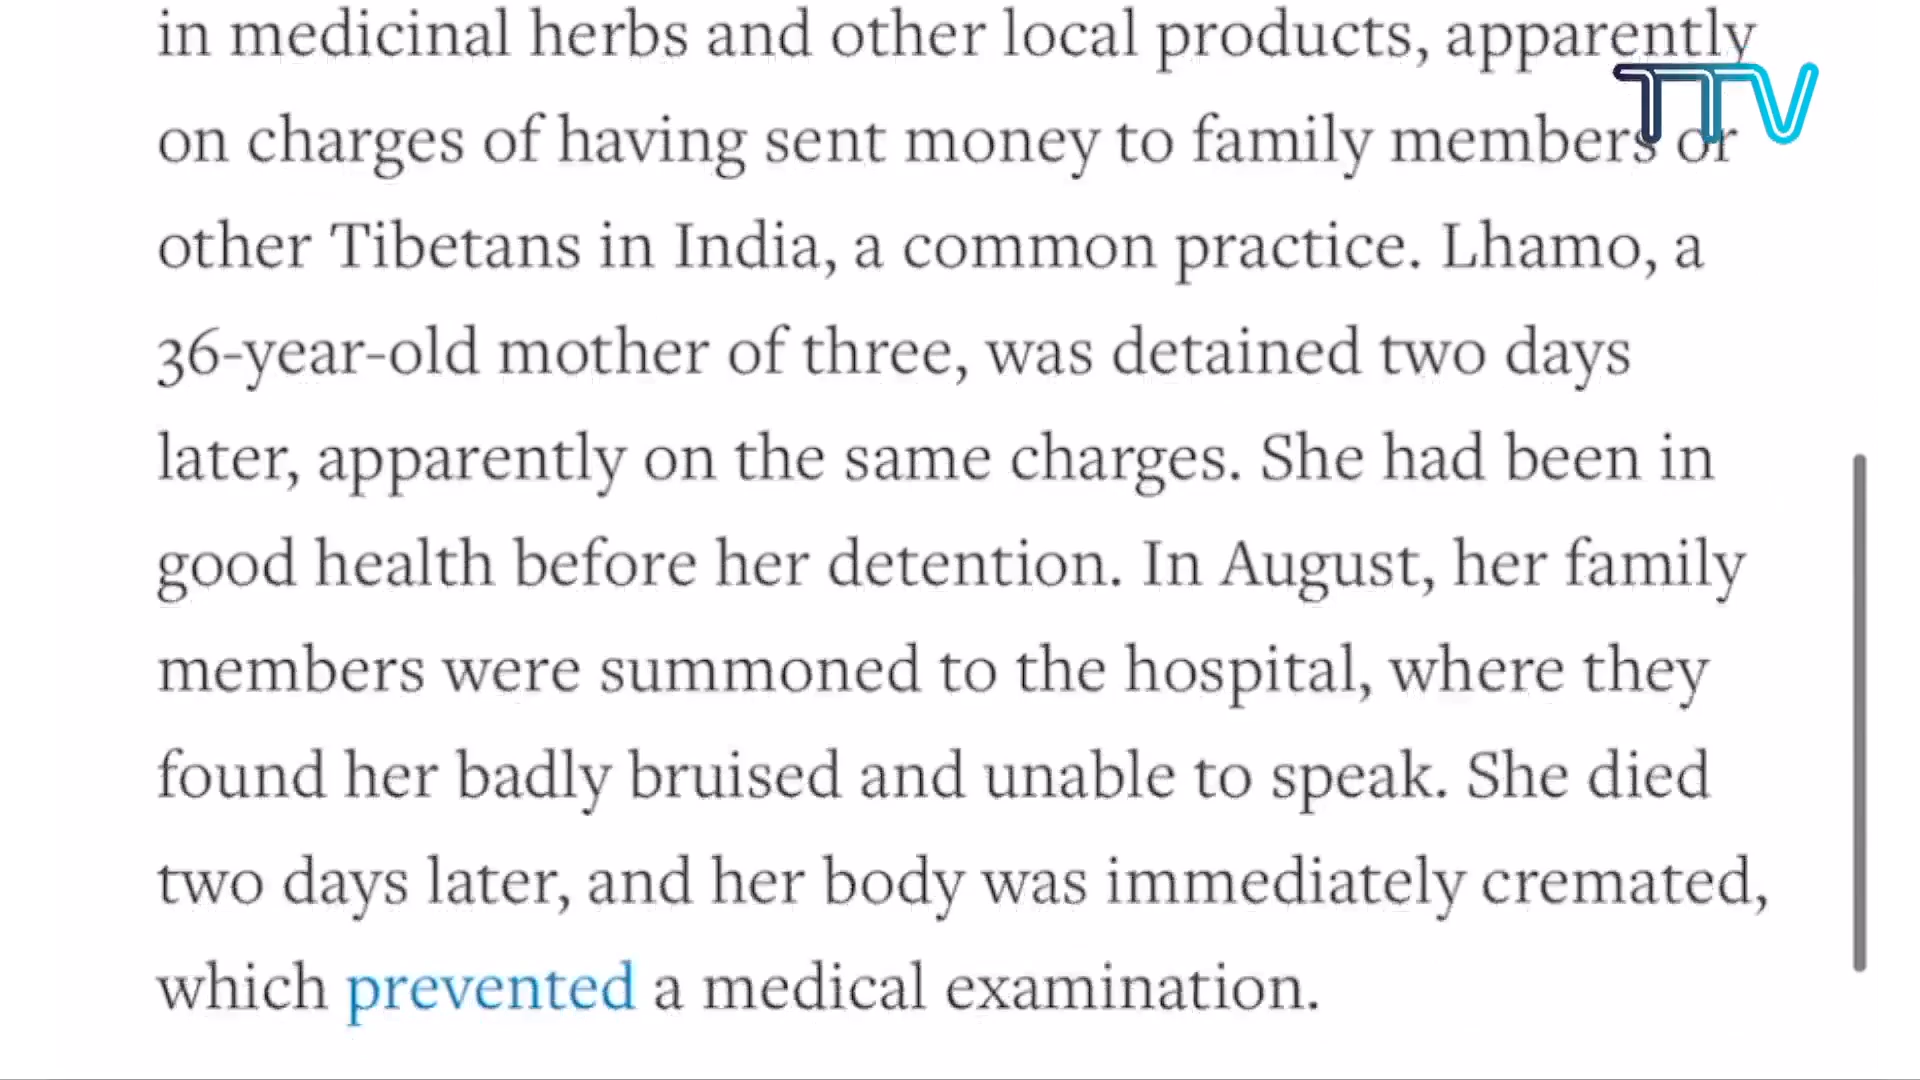 in medicinal herbs and other local products, apparently
TTV
on charges of having sent money to family members or
other Tibetans in India, a common practice. Lhamo, a
36-year-old mother of three, was detained two days
later, apparently on the same charges. She had been in
good health before her detention. In August, her family
members were summoned to the hospital, where they
found her badly bruised and unable to speak. She died
two days later, and her body was immediately cremated,
which prevented a medical examination.